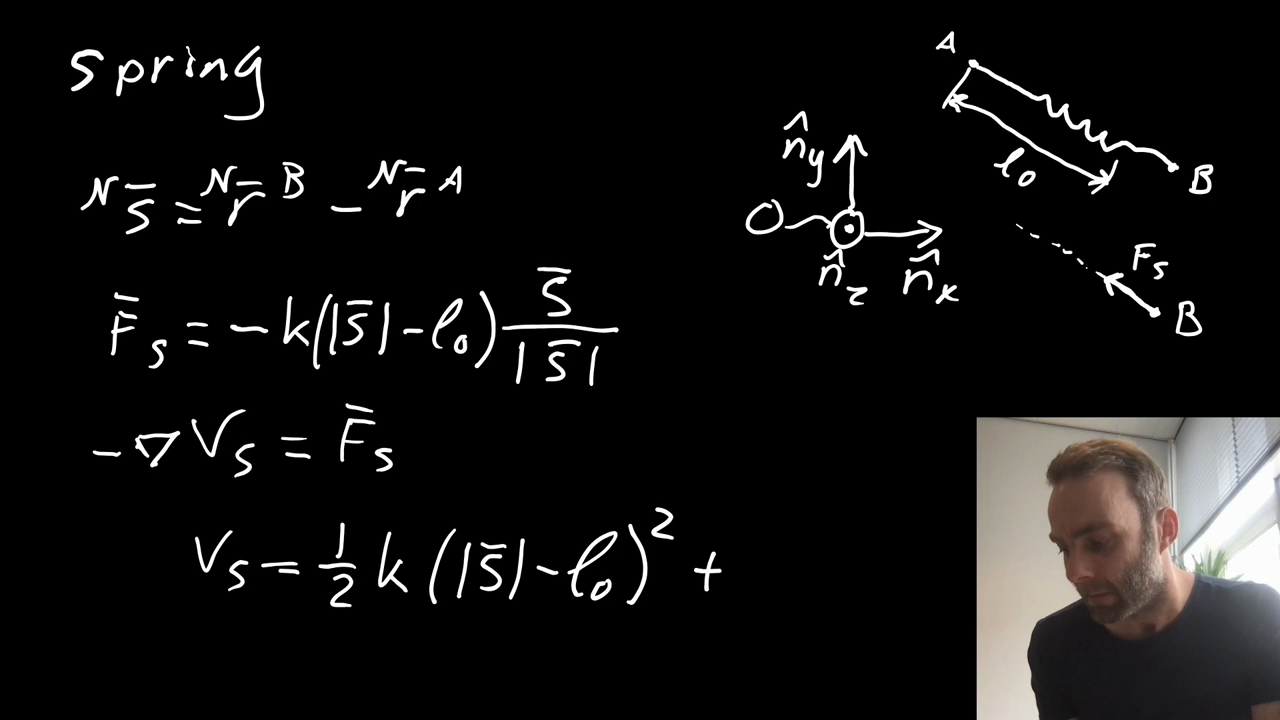 Spring
ᴺs̄ = ᴺr̄ᴮ − ᴺr̄ᴬ
F̄ₛ = −k(|s̄| − l₀) s̄/|s̄|
−∇Vₛ = F̄ₛ
Vₛ = ½ k(|s̄| − l₀)² +
A
l₀
B
n̂y
O
n̂z
n̂x
Fₛ
B